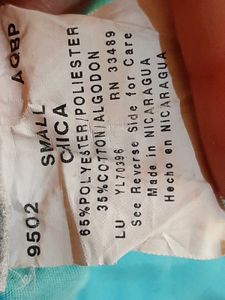 9502 SMALL AQBP
CHICA
65%POLYESTER/POLIESTER
35%COTTON/ALGODON
LU YL70396 RN 33489
See Reverse Side for Care
Made in NICARAGUA
Hecho en NICARAGUA